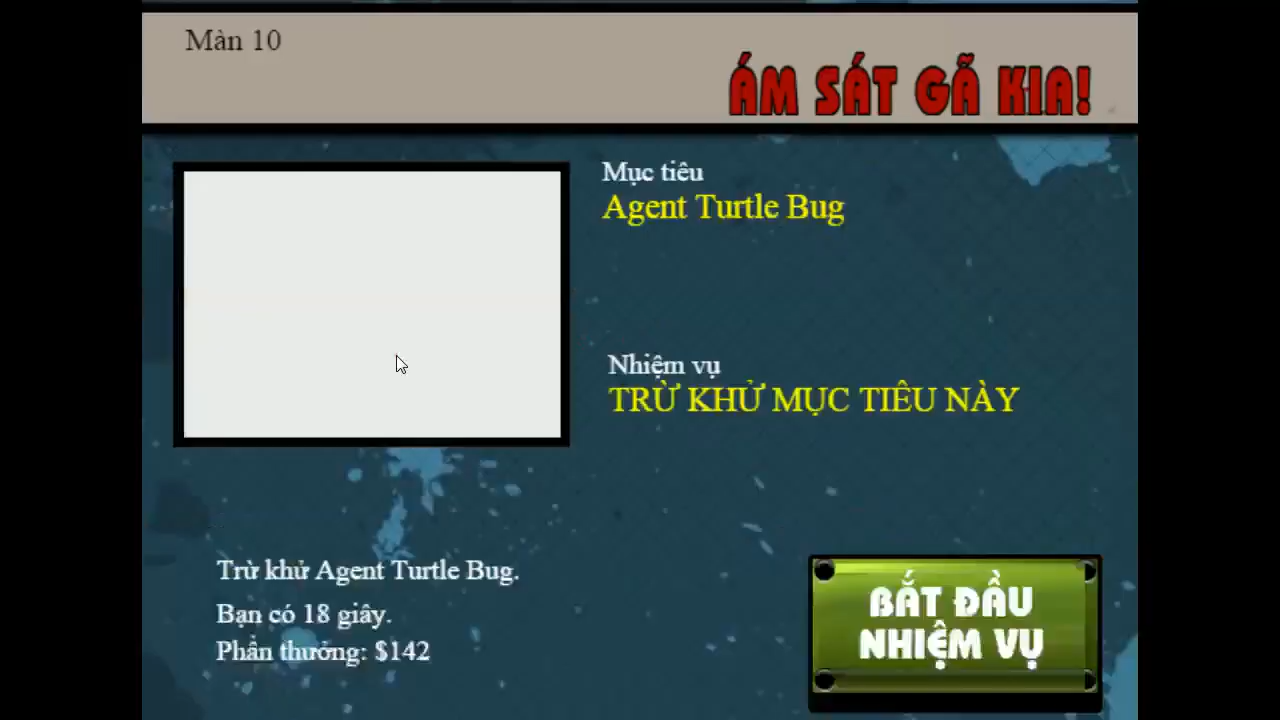 Màn 10
ÁM SÁT GÃ KIA!
Mục tiêu
Agent Turtle Bug
Nhiệm vụ
TRỪ KHỬ MỤC TIÊU NÀY
Trừ khử Agent Turtle Bug.
Bạn có 18 giây.
Phần thưởng: $142
BẮT ĐẦU
NHIỆM VỤ